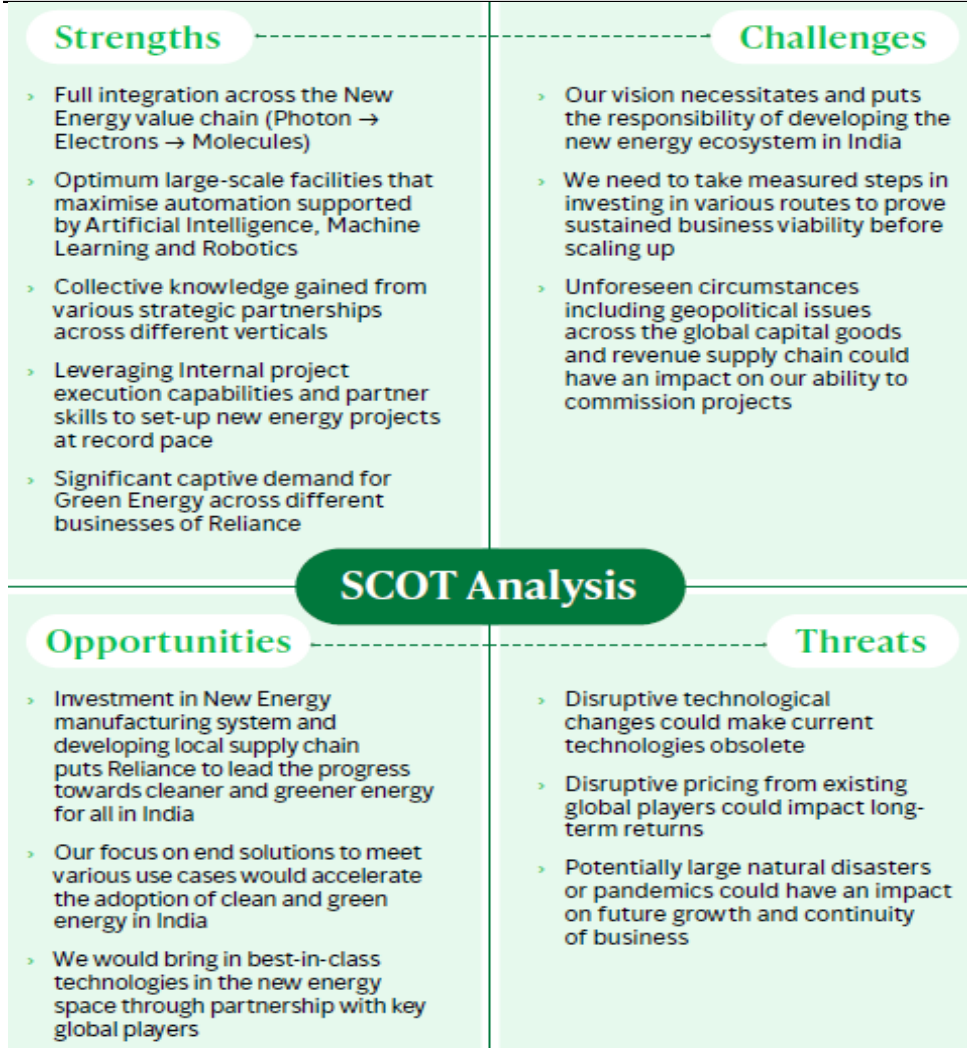 Strengths
› Full integration across the New
Energy value chain (Photon →
Electrons → Molecules)
› Optimum large-scale facilities that
maximise automation supported
by Artificial Intelligence, Machine
Learning and Robotics
› Collective knowledge gained from
various strategic partnerships
across different verticals
› Leveraging Internal project
execution capabilities and partner
skills to set-up new energy projects
at record pace
› Significant captive demand for
Green Energy across different
businesses of Reliance
Challenges
› Our vision necessitates and puts
the responsibility of developing the
new energy ecosystem in India
› We need to take measured steps in
investing in various routes to prove
sustained business viability before
scaling up
› Unforeseen circumstances
including geopolitical issues
across the global capital goods
and revenue supply chain could
have an impact on our ability to
commission projects
SCOT Analysis
Opportunities
› Investment in New Energy
manufacturing system and
developing local supply chain
puts Reliance to lead the progress
towards cleaner and greener energy
for all in India
› Our focus on end solutions to meet
various use cases would accelerate
the adoption of clean and green
energy in India
› We would bring in best-in-class
technologies in the new energy
space through partnership with key
global players
Threats
› Disruptive technological
changes could make current
technologies obsolete
› Disruptive pricing from existing
global players could impact long-
term returns
› Potentially large natural disasters
or pandemics could have an impact
on future growth and continuity
of business